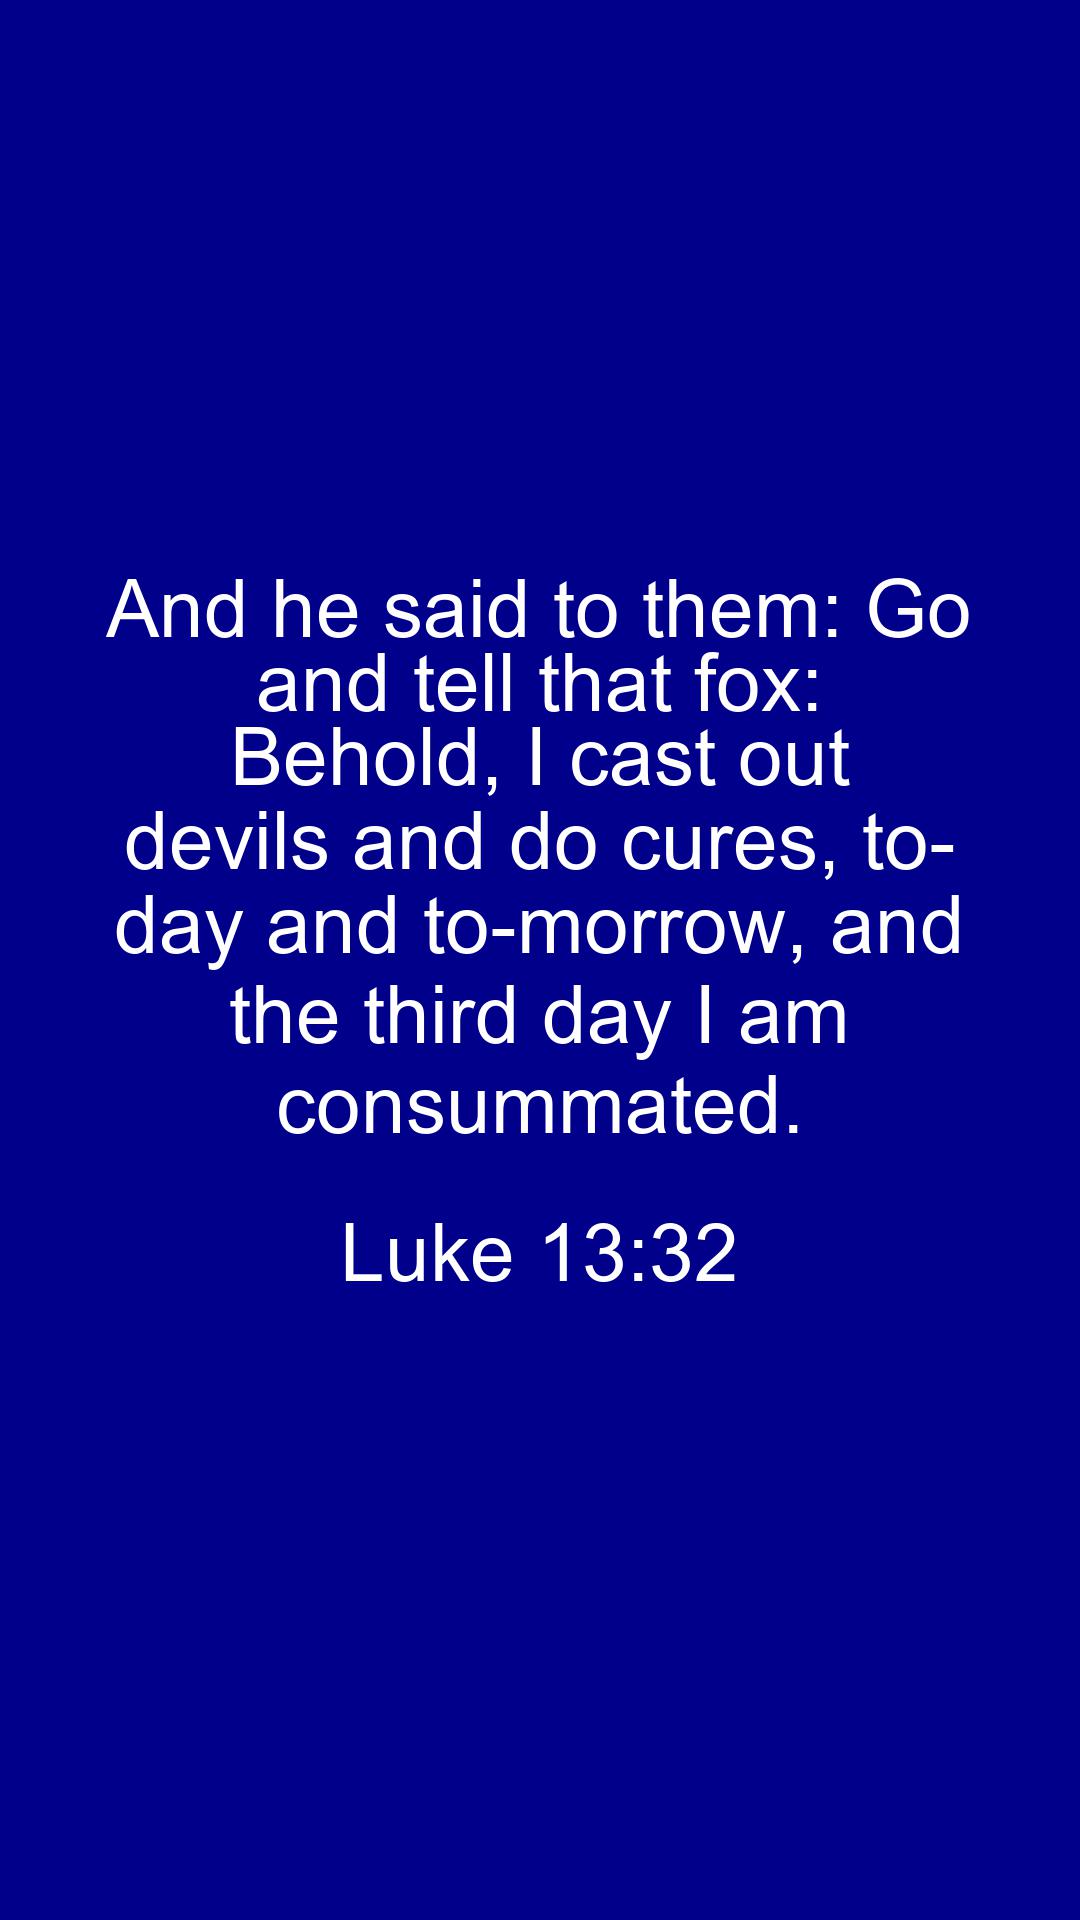 And he said to them: Go
and tell that fox:
Behold, I cast out
devils and do cures, to-
day and to-morrow, and
the third day I am
consummated.
Luke 13:32